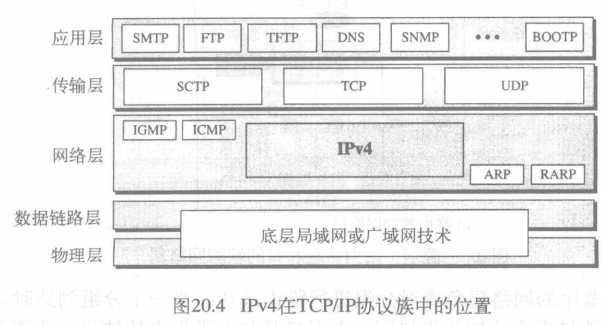 应用层 SMTP FTP TFTP DNS SNMP ••• BOOTP
传输层 SCTP TCP UDP
IGMP ICMP
网络层 IPv4
ARP RARP
数据链路层
底层局域网或广域网技术
物理层
图20.4 IPv4在TCP/IP协议族中的位置